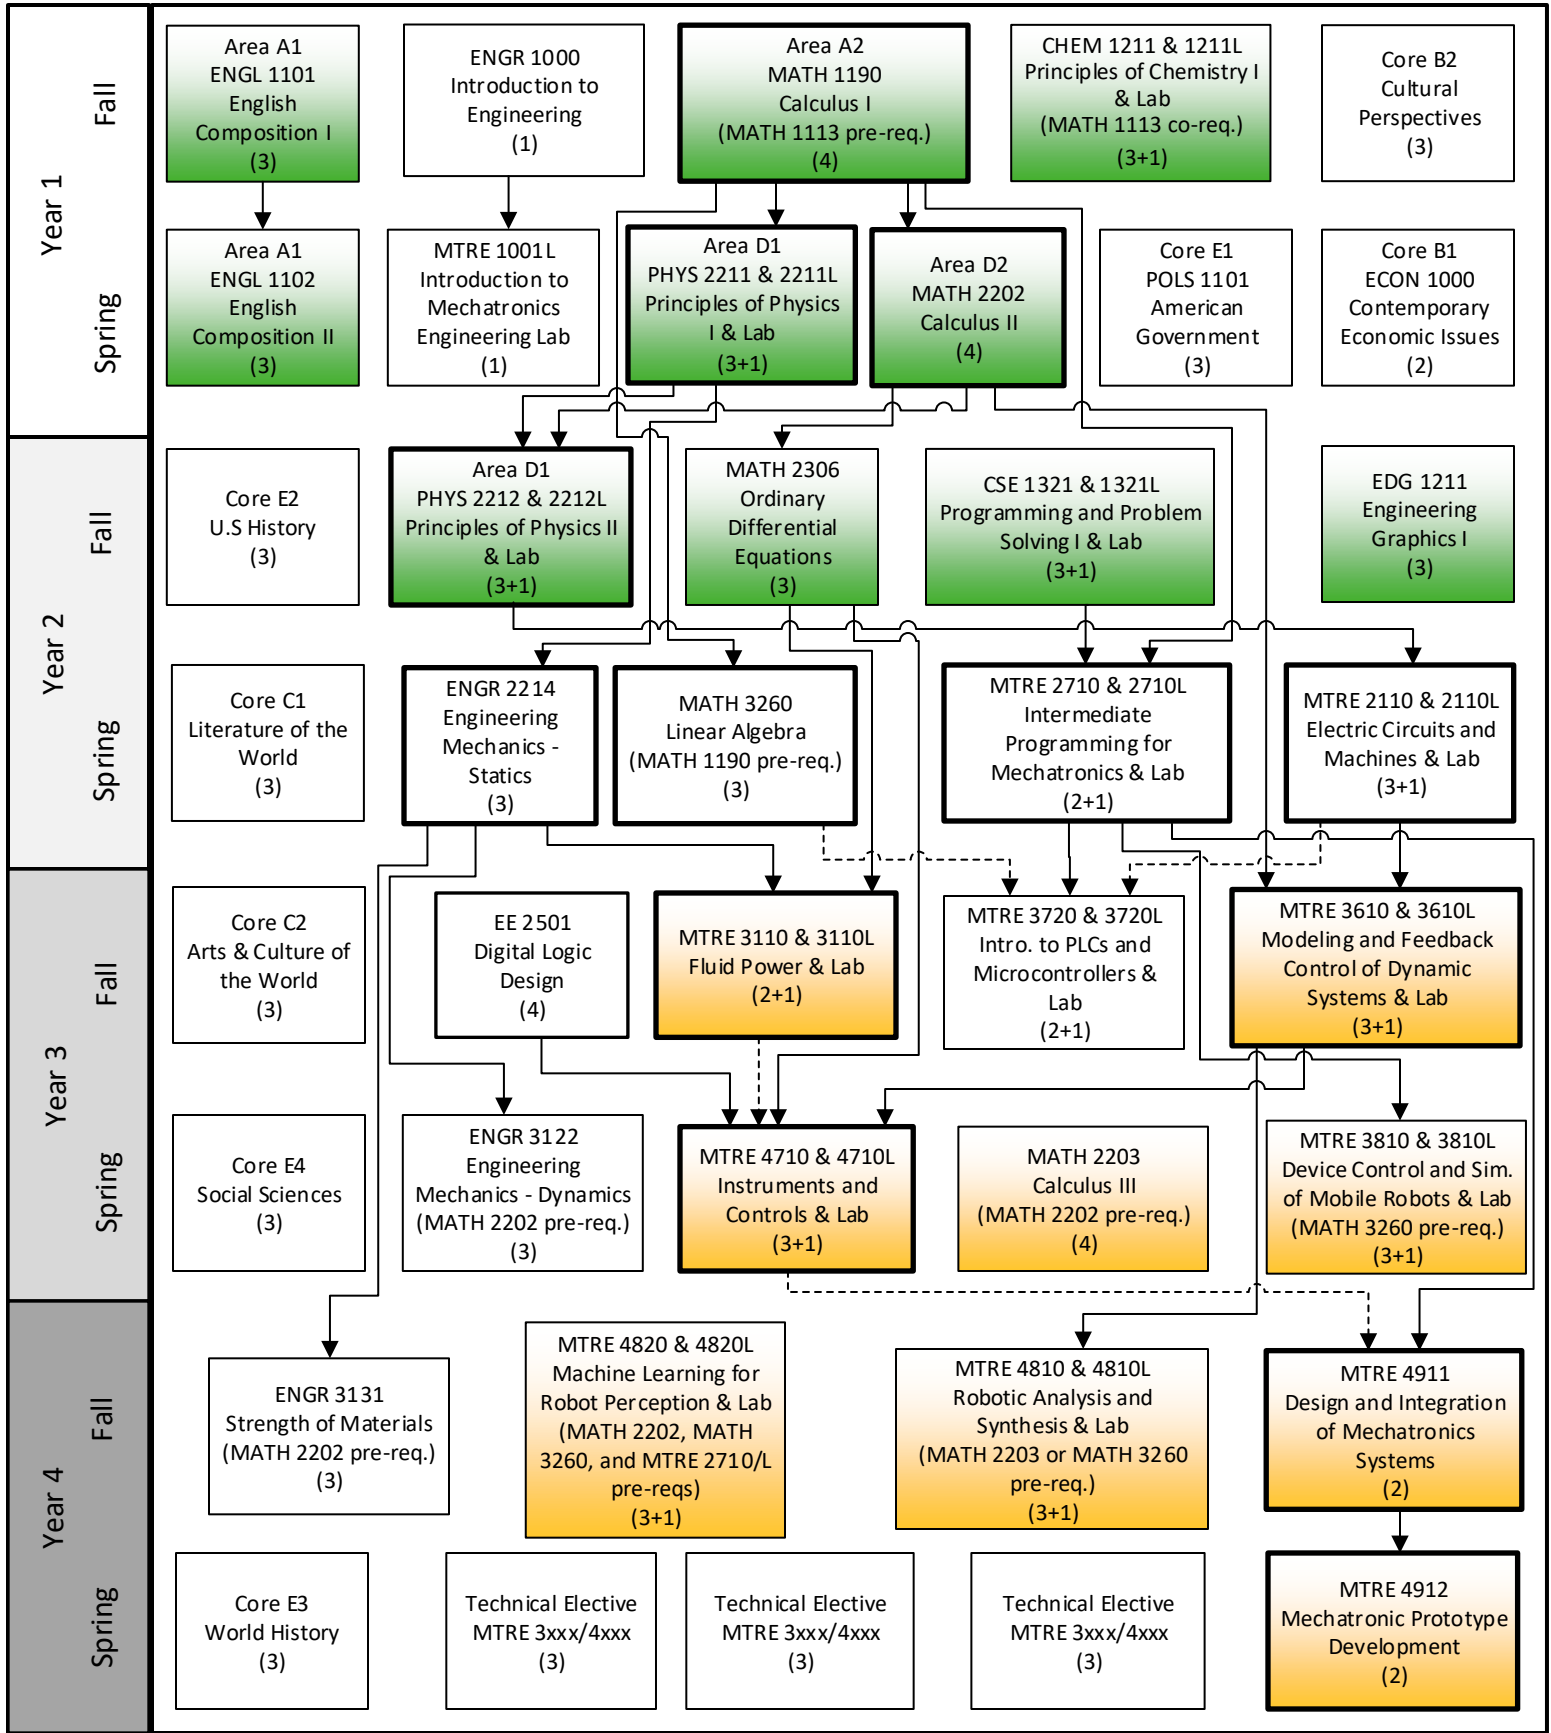 Year 1
Fall
Area A1
ENGL 1101
English
Composition I
(3)
ENGR 1000
Introduction to
Engineering
(1)
Area A2
MATH 1190
Calculus I
(MATH 1113 pre-req.)
(4)
CHEM 1211 & 1211L
Principles of Chemistry I
& Lab
(MATH 1113 co-req.)
(3+1)
Core B2
Cultural
Perspectives
(3)
Spring
Area A1
ENGL 1102
English
Composition II
(3)
MTRE 1001L
Introduction to
Mechatronics
Engineering Lab
(1)
Area D1
PHYS 2211 & 2211L
Principles of Physics
I & Lab
(3+1)
Area D2
MATH 2202
Calculus II
(4)
Core E1
POLS 1101
American
Government
(3)
Core B1
ECON 1000
Contemporary
Economic Issues
(2)
Year 2
Fall
Core E2
U.S History
(3)
Area D1
PHYS 2212 & 2212L
Principles of Physics II
& Lab
(3+1)
MATH 2306
Ordinary
Differential
Equations
(3)
CSE 1321 & 1321L
Programming and Problem
Solving I & Lab
(3+1)
EDG 1211
Engineering
Graphics I
(3)
Spring
Core C1
Literature of the
World
(3)
ENGR 2214
Engineering
Mechanics -
Statics
(3)
MATH 3260
Linear Algebra
(MATH 1190 pre-req.)
(3)
MTRE 2710 & 2710L
Intermediate
Programming for
Mechatronics & Lab
(2+1)
MTRE 2110 & 2110L
Electric Circuits and
Machines & Lab
(3+1)
Year 3
Fall
Core C2
Arts & Culture of
the World
(3)
EE 2501
Digital Logic
Design
(4)
MTRE 3110 & 3110L
Fluid Power & Lab
(2+1)
MTRE 3720 & 3720L
Intro. to PLCs and
Microcontrollers &
Lab
(2+1)
MTRE 3610 & 3610L
Modeling and Feedback
Control of Dynamic
Systems & Lab
(3+1)
Spring
Core E4
Social Sciences
(3)
ENGR 3122
Engineering
Mechanics - Dynamics
(MATH 2202 pre-req.)
(3)
MTRE 4710 & 4710L
Instruments and
Controls & Lab
(3+1)
MATH 2203
Calculus III
(MATH 2202 pre-req.)
(4)
MTRE 3810 & 3810L
Device Control and Sim.
of Mobile Robots & Lab
(MATH 3260 pre-req.)
(3+1)
Year 4
Fall
ENGR 3131
Strength of Materials
(MATH 2202 pre-req.)
(3)
MTRE 4820 & 4820L
Machine Learning for
Robot Perception & Lab
(MATH 2202, MATH
3260, and MTRE 2710/L
pre-reqs)
(3+1)
MTRE 4810 & 4810L
Robotic Analysis and
Synthesis & Lab
(MATH 2203 or MATH 3260
pre-req.)
(3+1)
MTRE 4911
Design and Integration
of Mechatronics
Systems
(2)
Spring
Core E3
World History
(3)
Technical Elective
MTRE 3xxx/4xxx
(3)
Technical Elective
MTRE 3xxx/4xxx
(3)
Technical Elective
MTRE 3xxx/4xxx
(3)
MTRE 4912
Mechatronic Prototype
Development
(2)